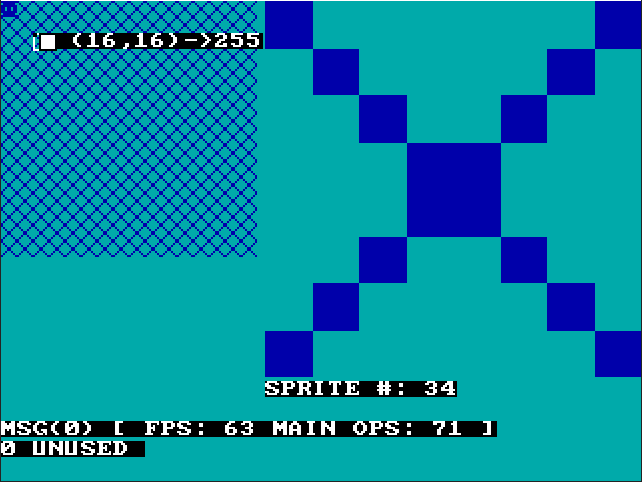 (16,16)->255
SPRITE #: 34
MSG(0) [ FPS: 63 MAIN OPS: 71 ]
0 UNUSED